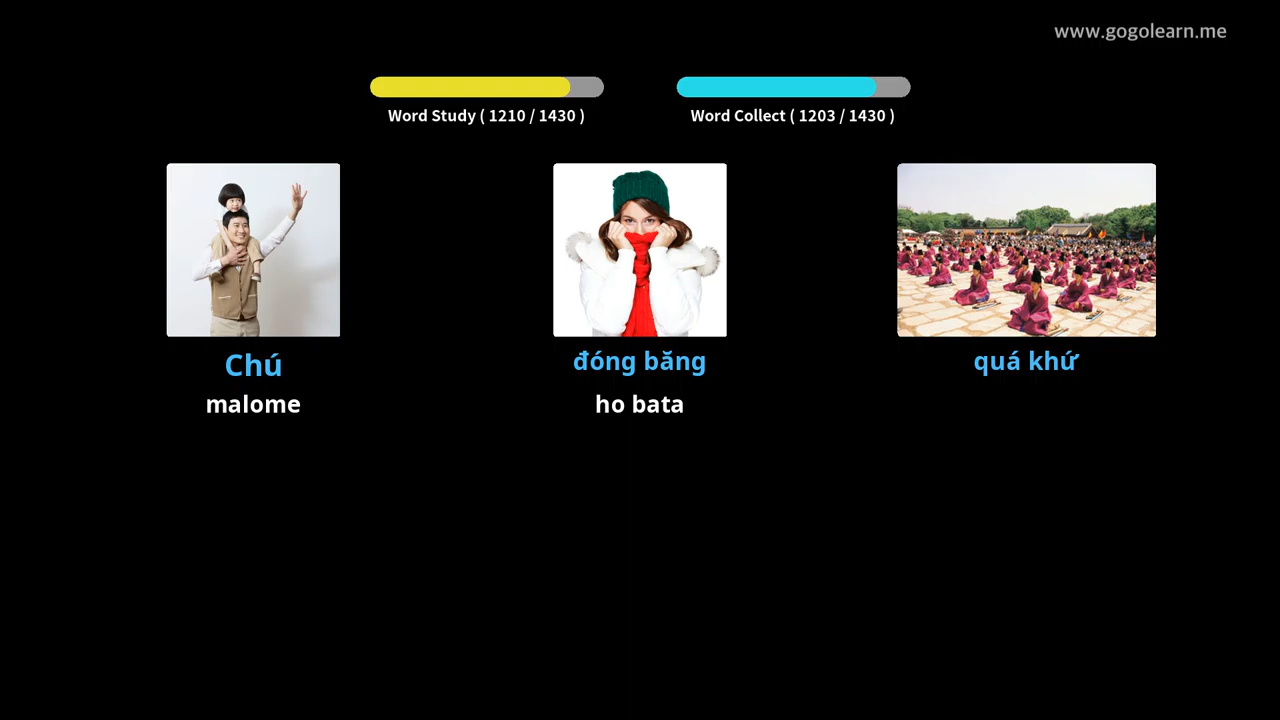 www.gogolearn.me
Word Study ( 1210 / 1430 )
Word Collect ( 1203 / 1430 )
Chú
malome
đóng băng
ho bata
quá khứ